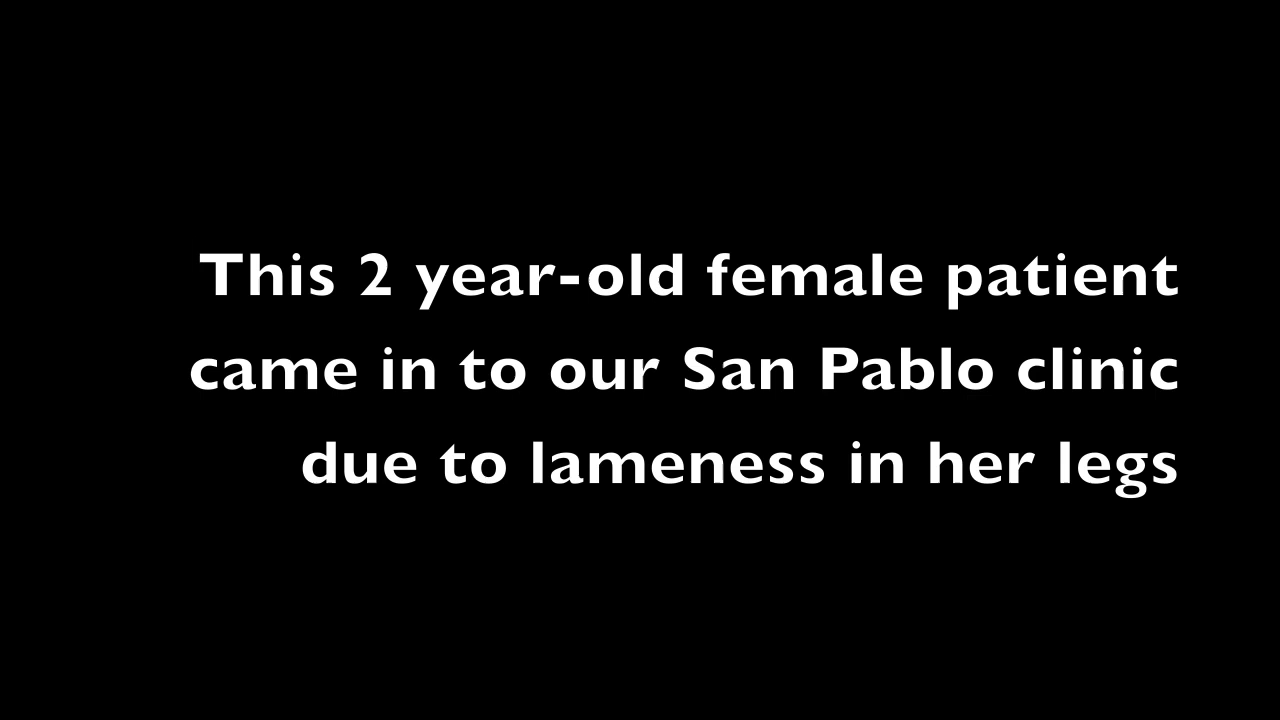 This 2 year-old female patient
came in to our San Pablo clinic
due to lameness in her legs